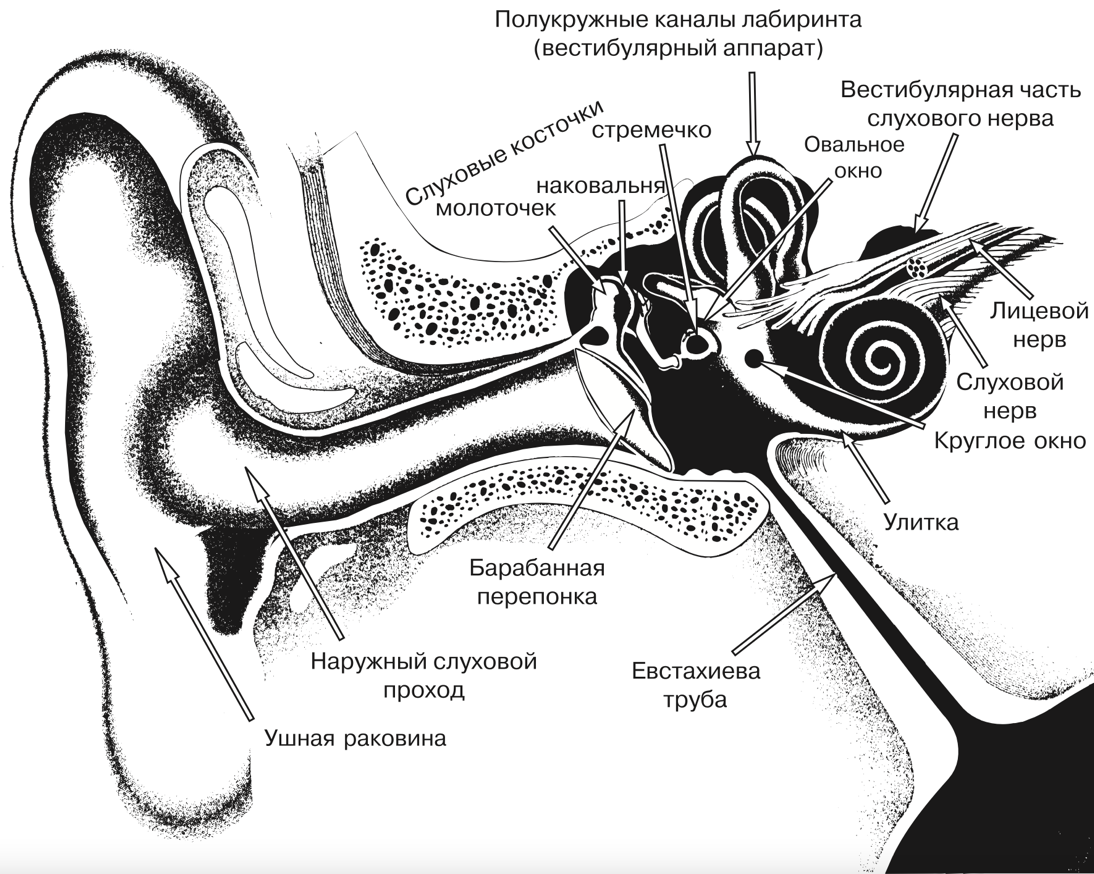 Полукружные каналы лабиринта
(вестибулярный аппарат)
Вестибулярная часть
слухового нерва
Слуховые косточки
стремечко
Овальное
окно
наковальня
молоточек
Лицевой
нерв
Слуховой
нерв
Круглое окно
Улитка
Барабанная
перепонка
Наружный слуховой
проход
Евстахиева
труба
Ушная раковина